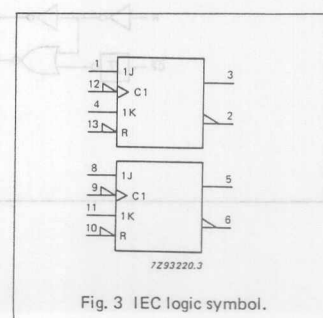 1 1J 3
12 C1
4 1K 2
13 R
8 1J 5
9 C1
11 1K 6
10 R
7Z93220.3
Fig. 3 IEC logic symbol.